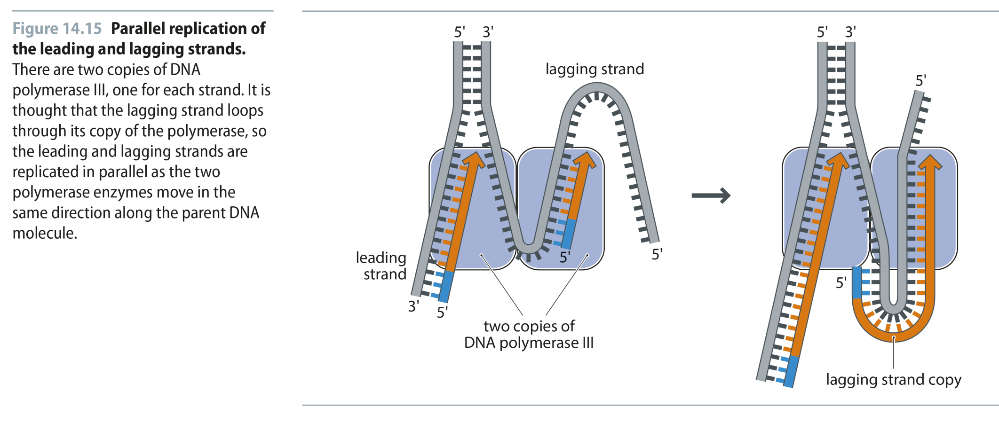 Figure 14.15 Parallel replication of
the leading and lagging strands.
There are two copies of DNA
polymerase III, one for each strand. It is
thought that the lagging strand loops
through its copy of the polymerase, so
the leading and lagging strands are
replicated in parallel as the two
polymerase enzymes move in the
same direction along the parent DNA
molecule.
5' 3'
lagging strand
5'
5'
leading
strand
3'
5'
two copies of
DNA polymerase III
5' 3'
5'
5'
lagging strand copy